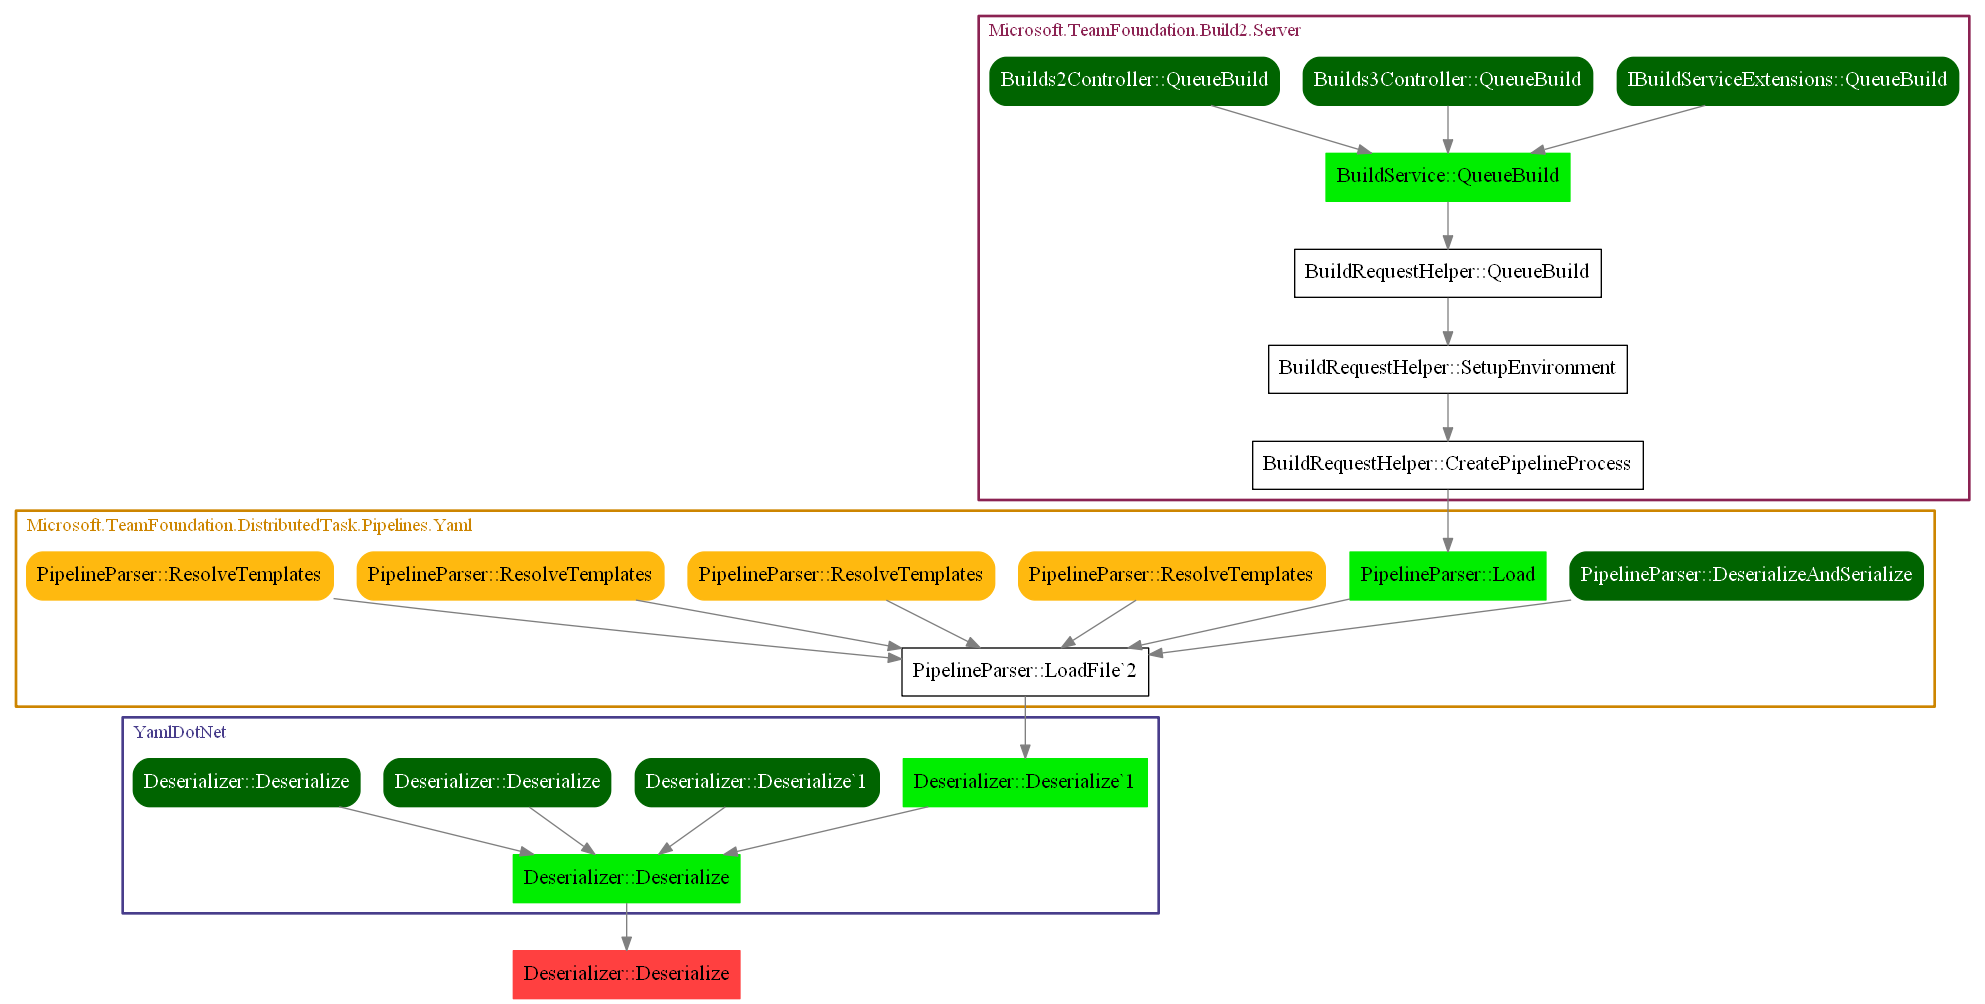 Microsoft.TeamFoundation.Build2.Server
Builds2Controller::QueueBuild
Builds3Controller::QueueBuild
IBuildServiceExtensions::QueueBuild
BuildService::QueueBuild
BuildRequestHelper::QueueBuild
BuildRequestHelper::SetupEnvironment
BuildRequestHelper::CreatePipelineProcess
Microsoft.TeamFoundation.DistributedTask.Pipelines.Yaml
PipelineParser::ResolveTemplates
PipelineParser::ResolveTemplates
PipelineParser::ResolveTemplates
PipelineParser::ResolveTemplates
PipelineParser::Load
PipelineParser::DeserializeAndSerialize
PipelineParser::LoadFile`2
YamlDotNet
Deserializer::Deserialize
Deserializer::Deserialize
Deserializer::Deserialize`1
Deserializer::Deserialize`1
Deserializer::Deserialize
Deserializer::Deserialize